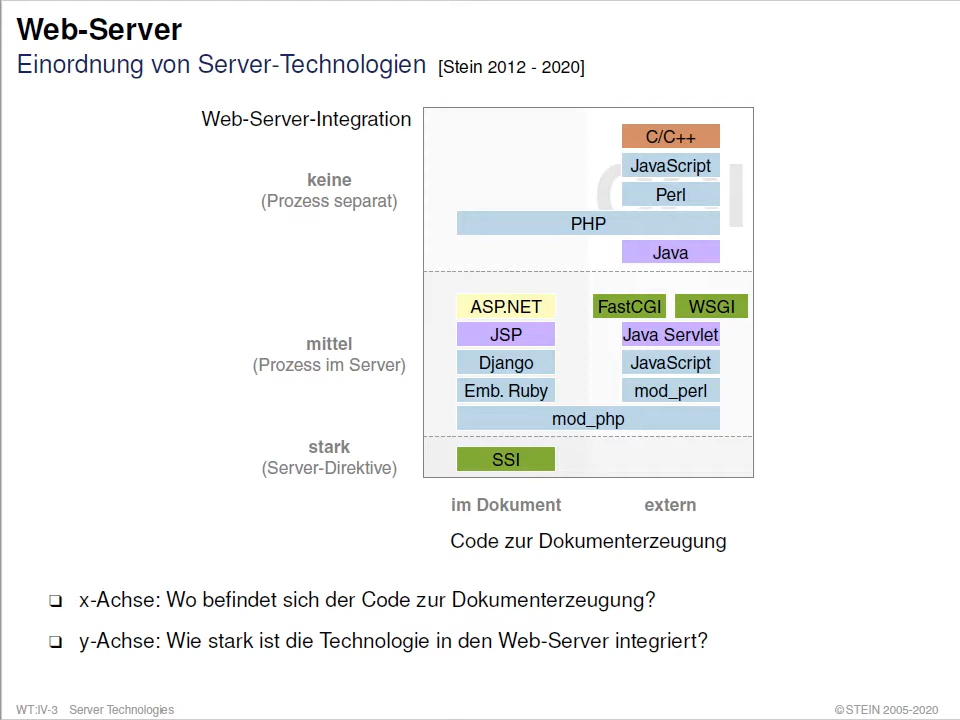 Web-Server
Einordnung von Server-Technologien [Stein 2012 - 2020]
Web-Server-Integration
keine
(Prozess separat)
C/C++
JavaScript
Perl
PHP
Java
mittel
(Prozess im Server)
ASP.NET
FastCGI WSGI
JSP
Java Servlet
Django
JavaScript
Emb. Ruby
mod_perl
mod_php
stark
(Server-Direktive)
SSI
im Dokument extern
Code zur Dokumenterzeugung
❑ x-Achse: Wo befindet sich der Code zur Dokumenterzeugung?
❑ y-Achse: Wie stark ist die Technologie in den Web-Server integriert?
WT:IV-3 Server Technologies
© STEIN 2005-2020